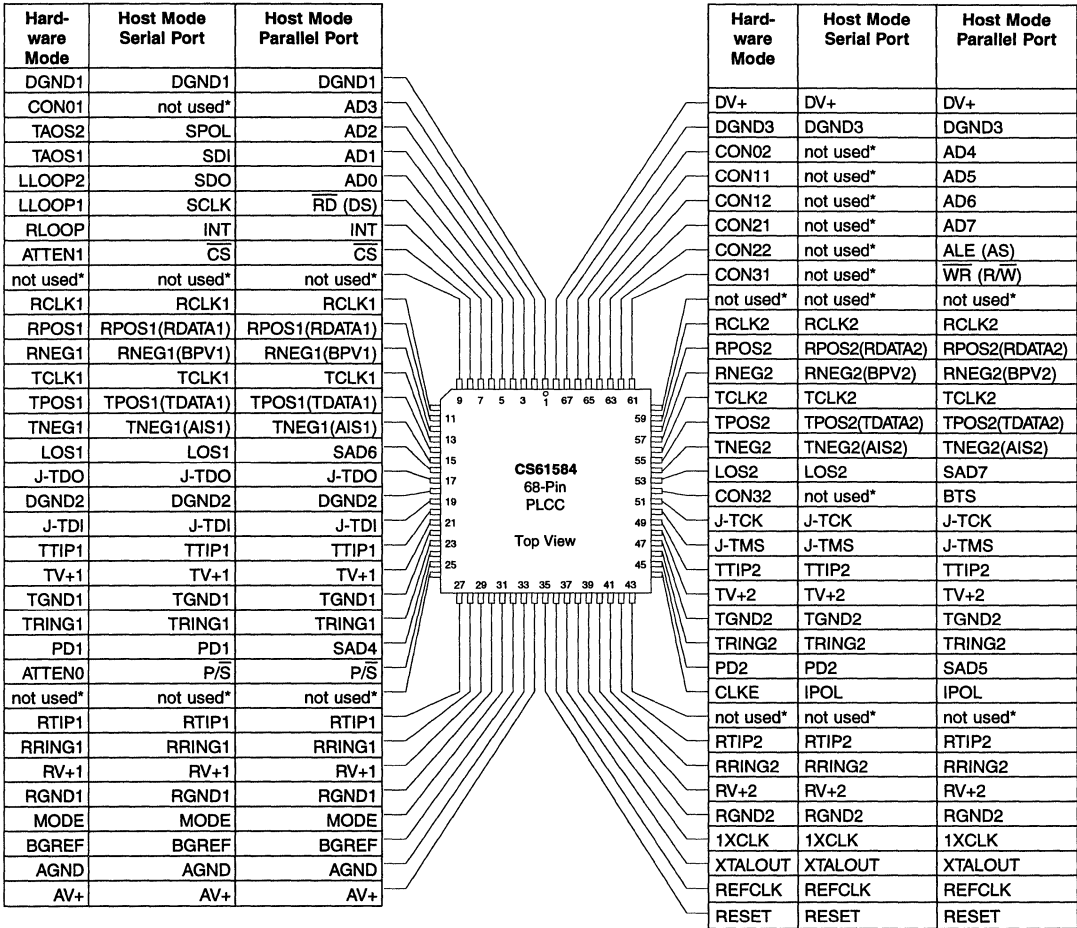 Hard-ware Mode Host Mode Serial Port Host Mode Parallel Port
DGND1 DGND1 DGND1
CON01 not used* AD3
TAOS2 SPOL AD2
TAOS1 SDI AD1
LLOOP2 SDO AD0
LLOOP1 SCLK R̅D̅ (DS)
RLOOP INT INT
ATTEN1 C̅S̅ C̅S̅
not used* not used* not used*
RCLK1 RCLK1 RCLK1
RPOS1 RPOS1(RDATA1) RPOS1(RDATA1)
RNEG1 RNEG1(BPV1) RNEG1(BPV1)
TCLK1 TCLK1 TCLK1
TPOS1 TPOS1(TDATA1) TPOS1(TDATA1)
TNEG1 TNEG1(AIS1) TNEG1(AIS1)
LOS1 LOS1 SAD6
J-TDO J-TDO J-TDO
DGND2 DGND2 DGND2
J-TDI J-TDI J-TDI
TTIP1 TTIP1 TTIP1
TV+1 TV+1 TV+1
TGND1 TGND1 TGND1
TRING1 TRING1 TRING1
PD1 PD1 SAD4
ATTEN0 P/S̅ P/S̅
not used* not used* not used*
RTIP1 RTIP1 RTIP1
RRING1 RRING1 RRING1
RV+1 RV+1 RV+1
RGND1 RGND1 RGND1
MODE MODE MODE
BGREF BGREF BGREF
AGND AGND AGND
AV+ AV+ AV+
9 7 5 3 1 67 65 63 61
11 59
13 57
15 55
17 53
19 51
21 49
23 47
25 45
27 29 31 33 35 37 39 41 43
CS61584
68-Pin
PLCC
Top View
Hard-ware Mode Host Mode Serial Port Host Mode Parallel Port
DV+ DV+ DV+
DGND3 DGND3 DGND3
CON02 not used* AD4
CON11 not used* AD5
CON12 not used* AD6
CON21 not used* AD7
CON22 not used* ALE (AS)
CON31 not used* W̅R̅ (R/W̅)
not used* not used* not used*
RCLK2 RCLK2 RCLK2
RPOS2 RPOS2(RDATA2) RPOS2(RDATA2)
RNEG2 RNEG2(BPV2) RNEG2(BPV2)
TCLK2 TCLK2 TCLK2
TPOS2 TPOS2(TDATA2) TPOS2(TDATA2)
TNEG2 TNEG2(AIS2) TNEG2(AIS2)
LOS2 LOS2 SAD7
CON32 not used* BTS
J-TCK J-TCK J-TCK
J-TMS J-TMS J-TMS
TTIP2 TTIP2 TTIP2
TV+2 TV+2 TV+2
TGND2 TGND2 TGND2
TRING2 TRING2 TRING2
PD2 PD2 SAD5
CLKE IPOL IPOL
not used* not used* not used*
RTIP2 RTIP2 RTIP2
RRING2 RRING2 RRING2
RV+2 RV+2 RV+2
RGND2 RGND2 RGND2
1XCLK 1XCLK 1XCLK
XTALOUT XTALOUT XTALOUT
REFCLK REFCLK REFCLK
RESET RESET RESET